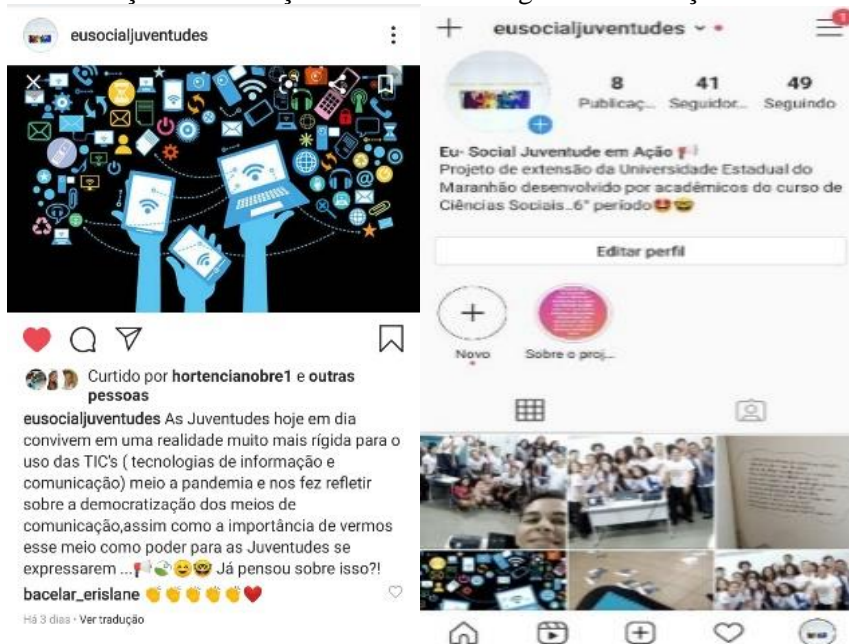 eusocialjuventudes
Curtido por hortencianobre1 e outras
pessoas
eusocialjuventudes As Juventudes hoje em dia
convivem em uma realidade muito mais rígida para o
uso das TIC's ( tecnologias de informação e
comunicação) meio a pandemia e nos fez refletir
sobre a democratização dos meios de
comunicação,assim como a importância de vermos
esse meio como poder para as Juventudes se
expressarem ...📢🍃😄🤓 Já pensou sobre isso?!
bacelar_erislane 👏👏👏👏👏❤️
Há 3 dias · Ver tradução
eusocialjuventudes
1
8 41 49
Publicaç... Seguidor... Seguindo
Eu- Social Juventude em Ação 📢
Projeto de extensão da Universidade Estadual do
Maranhão desenvolvido por acadêmicos do curso de
Ciências Sociais..6° período🤩🤓
Editar perfil
Novo Sobre o proj...